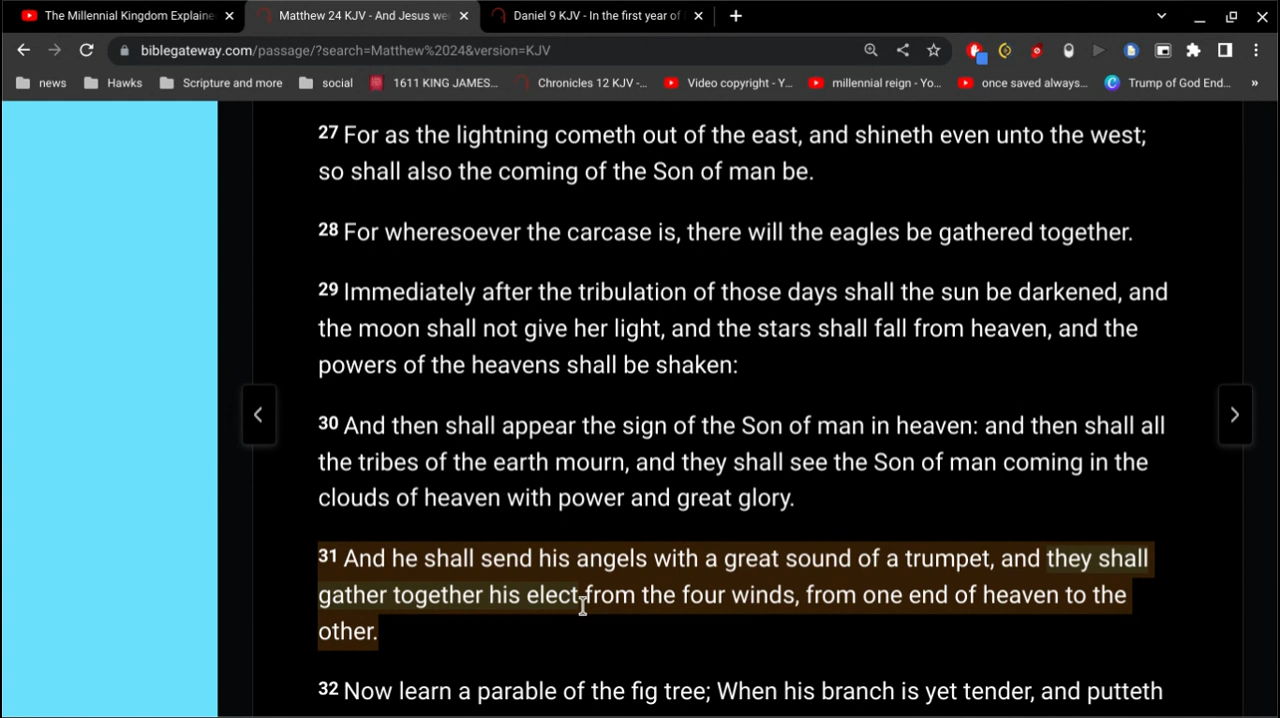 The Millennial Kingdom Explaine
Matthew 24 KJV - And Jesus we
Daniel 9 KJV - In the first year of
biblegateway.com/passage/?search=Matthew%2024&version=KJV
news
Hawks
Scripture and more
social
1611 KING JAMES...
Chronicles 12 KJV -...
Video copyright - Y...
millennial reign - Yo...
once saved always...
Trump of God End...
27 For as the lightning cometh out of the east, and shineth even unto the west;
so shall also the coming of the Son of man be.
28 For wheresoever the carcase is, there will the eagles be gathered together.
29 Immediately after the tribulation of those days shall the sun be darkened, and
the moon shall not give her light, and the stars shall fall from heaven, and the
powers of the heavens shall be shaken:
30 And then shall appear the sign of the Son of man in heaven: and then shall all
the tribes of the earth mourn, and they shall see the Son of man coming in the
clouds of heaven with power and great glory.
31 And he shall send his angels with a great sound of a trumpet, and they shall
gather together his elect from the four winds, from one end of heaven to the
other.
32 Now learn a parable of the fig tree; When his branch is yet tender, and putteth